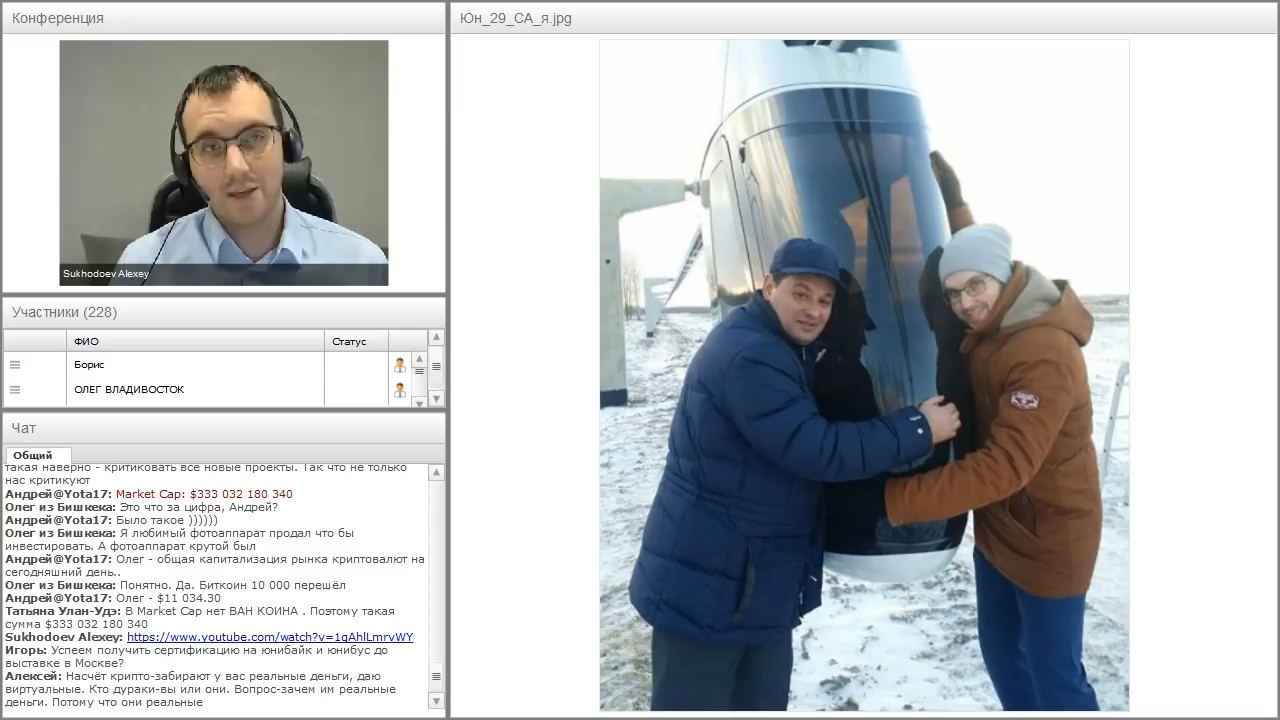 Конференция
Sukhodoev Alexey
Участники (228)
ФИО
Статус
Борис
ОЛЕГ ВЛАДИВОСТОК
Чат
Общий
такая наверно - критиковать все новые проекты. Так что не только
нас критикуют
Андрей@Yota17: Market Cap: $333 032 180 340
Олег из Бишкека: Это что за цифра, Андрей?
Андрей@Yota17: Было такое ))))))
Олег из Бишкека: Я любимый фотоаппарат продал что бы
инвестировать. А фотоаппарат крутой был
Андрей@Yota17: Олег - общая капитализация рынка криптовалют на
сегодняшний день..
Олег из Бишкека: Понятно. Да. Биткоин 10 000 перешёл
Андрей@Yota17: Олег - $11 034.30
Татьяна Улан-Удэ: В Market Cap нет ВАН КОИНА . Поэтому такая
сумма $333 032 180 340
Sukhodoev Alexey: https://www.youtube.com/watch?v=1gAhlLmrvWY
Игорь: Успеем получить сертификацию на юнибайк и юнибус до
выставке в Москве?
Алексей: Насчет крипто-забирают у вас реальные деньги, даю
виртуальные. Кто дураки-вы или они. Вопрос-зачем им реальные
деньги. Потому что они реальные
Юн_29_СА_я.jpg